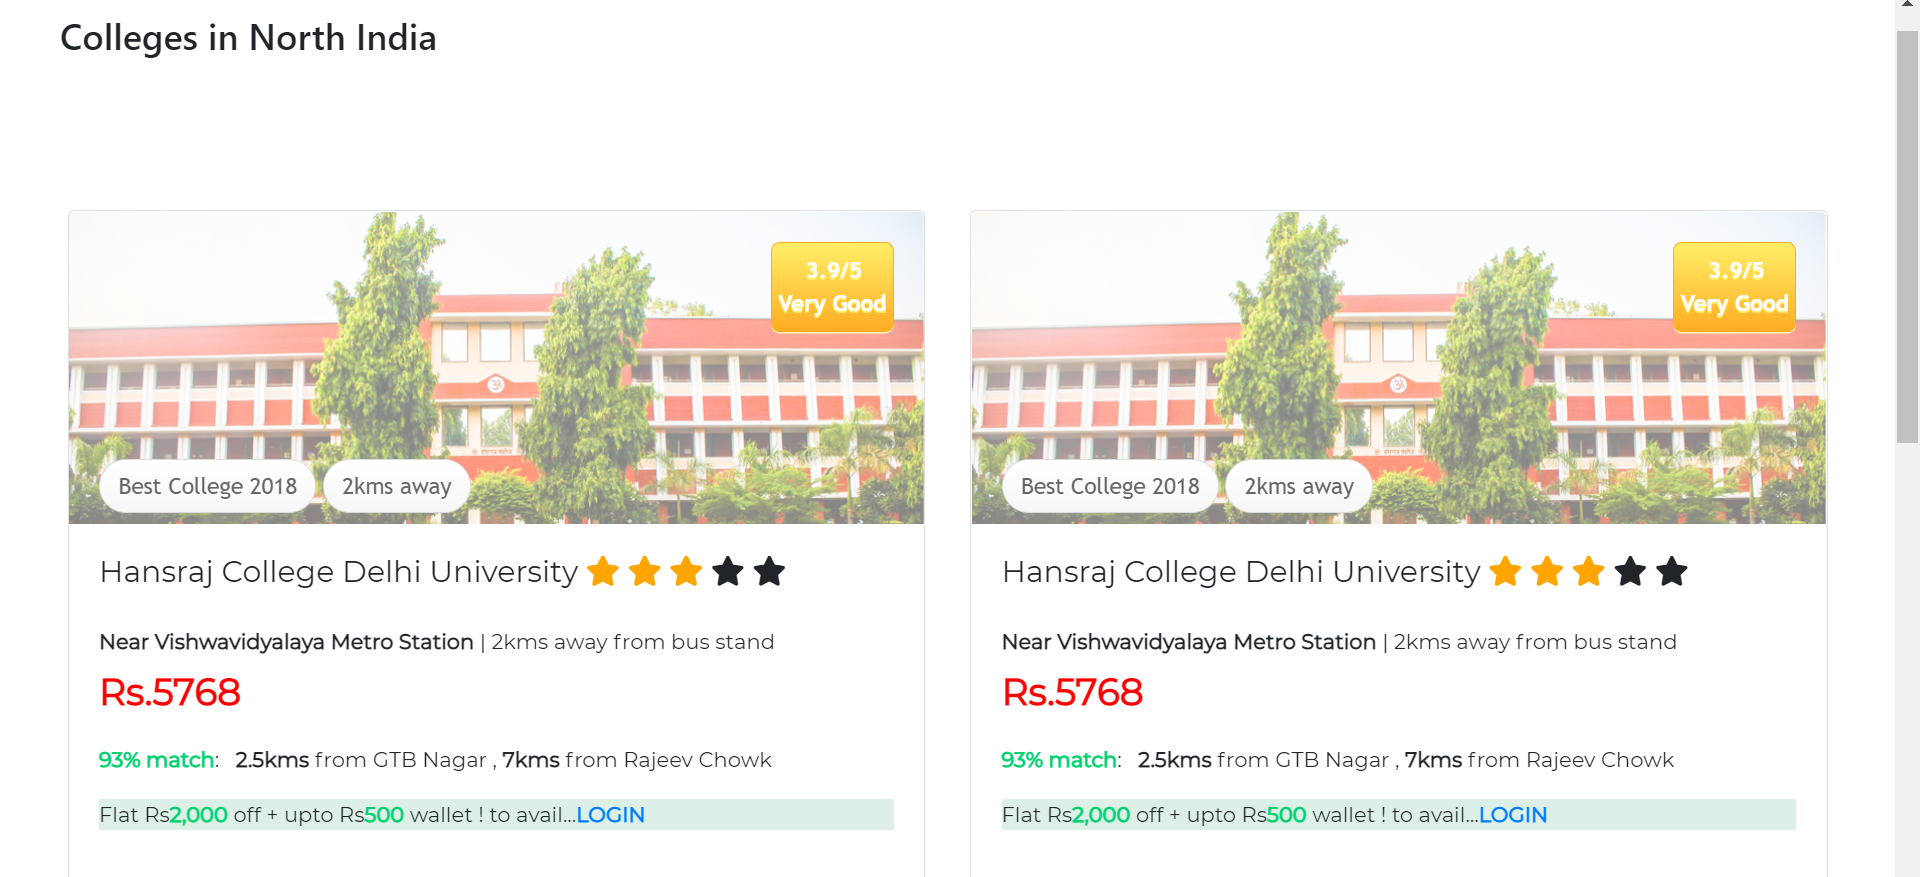 Colleges in North India
3.9/5
Very Good
Best College 2018
2kms away
Hansraj College Delhi University
Near Vishwavidyalaya Metro Station | 2kms away from bus stand
Rs.5768
93% match: 2.5kms from GTB Nagar , 7kms from Rajeev Chowk
Flat Rs2,000 off + upto Rs500 wallet ! to avail...LOGIN
3.9/5
Very Good
Best College 2018
2kms away
Hansraj College Delhi University
Near Vishwavidyalaya Metro Station | 2kms away from bus stand
Rs.5768
93% match: 2.5kms from GTB Nagar , 7kms from Rajeev Chowk
Flat Rs2,000 off + upto Rs500 wallet ! to avail...LOGIN